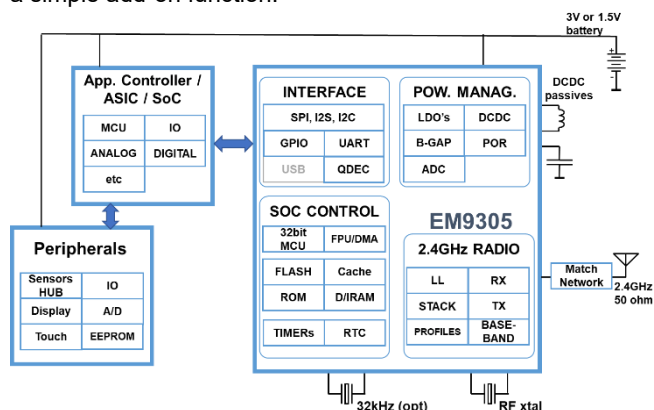 a simple add-on function.
3V or 1.5V
battery
App. Controller /
ASIC / SoC
MCU
IO
ANALOG
DIGITAL
etc
Peripherals
Sensors
HUB
IO
Display
A/D
Touch
EEPROM
INTERFACE
SPI, I2S, I2C
GPIO
UART
USB
QDEC
POW. MANAG.
LDO's
DCDC
B-GAP
POR
ADC
DCDC
passives
SOC CONTROL
32bit
MCU
FPU/DMA
FLASH
Cache
ROM
D/IRAM
TIMERs
RTC
EM9305
2.4GHz RADIO
LL
RX
STACK
TX
PROFILES
BASE-
BAND
Match
Network
2.4GHz
50 ohm
32kHz (opt)
RF xtal